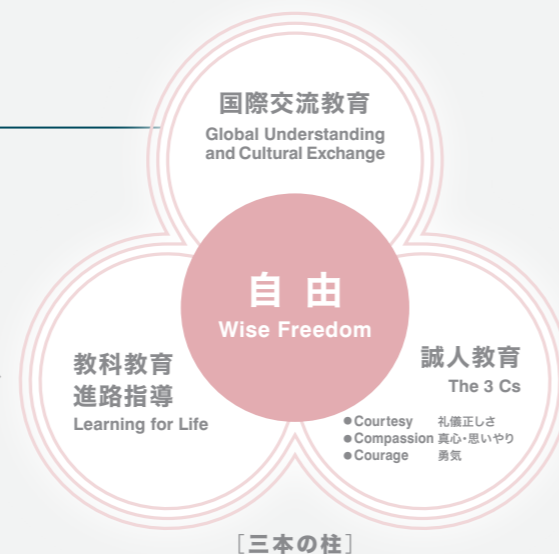 国際交流教育
Global Understanding
and Cultural Exchange
自由
Wise Freedom
教科教育
進路指導
Learning for Life
誠人教育
The 3 Cs
●Courtesy 礼儀正しさ
●Compassion 真心・思いやり
●Courage 勇気
[三本の柱]